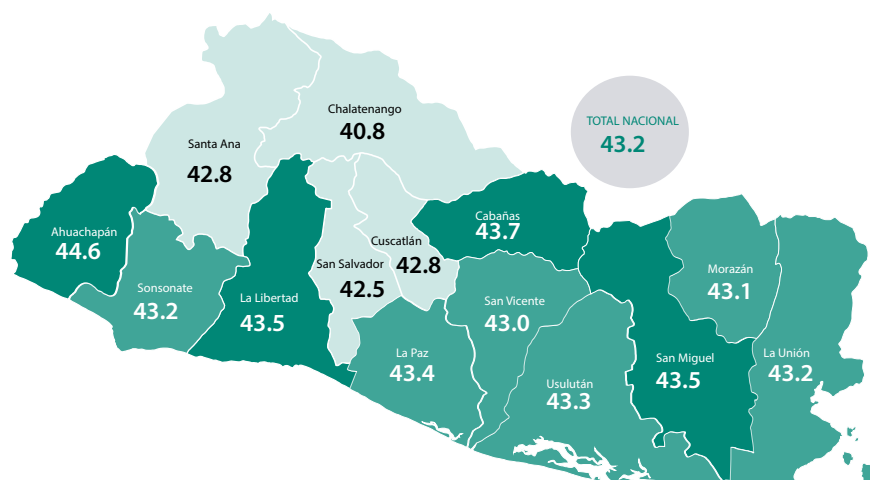 Chalatenango
40.8
TOTAL NACIONAL
43.2
Santa Ana
42.8
Ahuachapán
44.6
Cabañas
43.7
Cuscatlán
42.8
San Salvador
42.5
Sonsonate
43.2
La Libertad
43.5
San Vicente
43.0
Morazán
43.1
La Paz
43.4
Usulután
43.3
San Miguel
43.5
La Unión
43.2